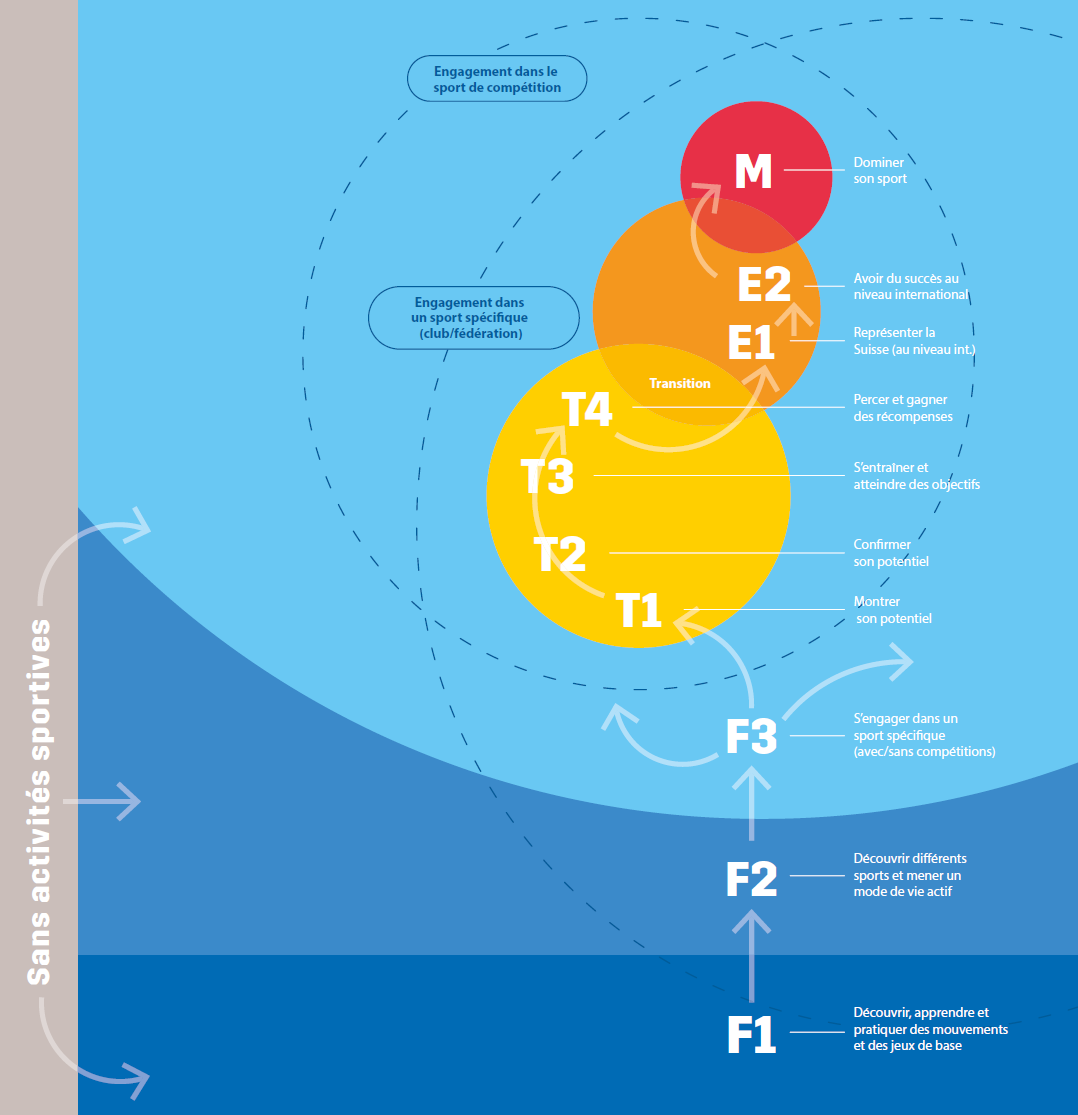 Engagement dans le
sport de compétition
M
Dominer
son sport
E2
Avoir du succès au
niveau international
Engagement dans
un sport spécifique
(club/fédération)
E1
Représenter la
Suisse (au niveau int.)
Transition
T4
Percer et gagner
des récompenses
T3
S’entraîner et
atteindre des objectifs
T2
Confirmer
son potentiel
T1
Montrer
son potentiel
F3
S’engager dans un
sport spécifique
(avec/sans compétitions)
Sans activités sportives
F2
Découvrir différents
sports et mener un
mode de vie actif
F1
Découvrir, apprendre et
pratiquer des mouvements
et des jeux de base